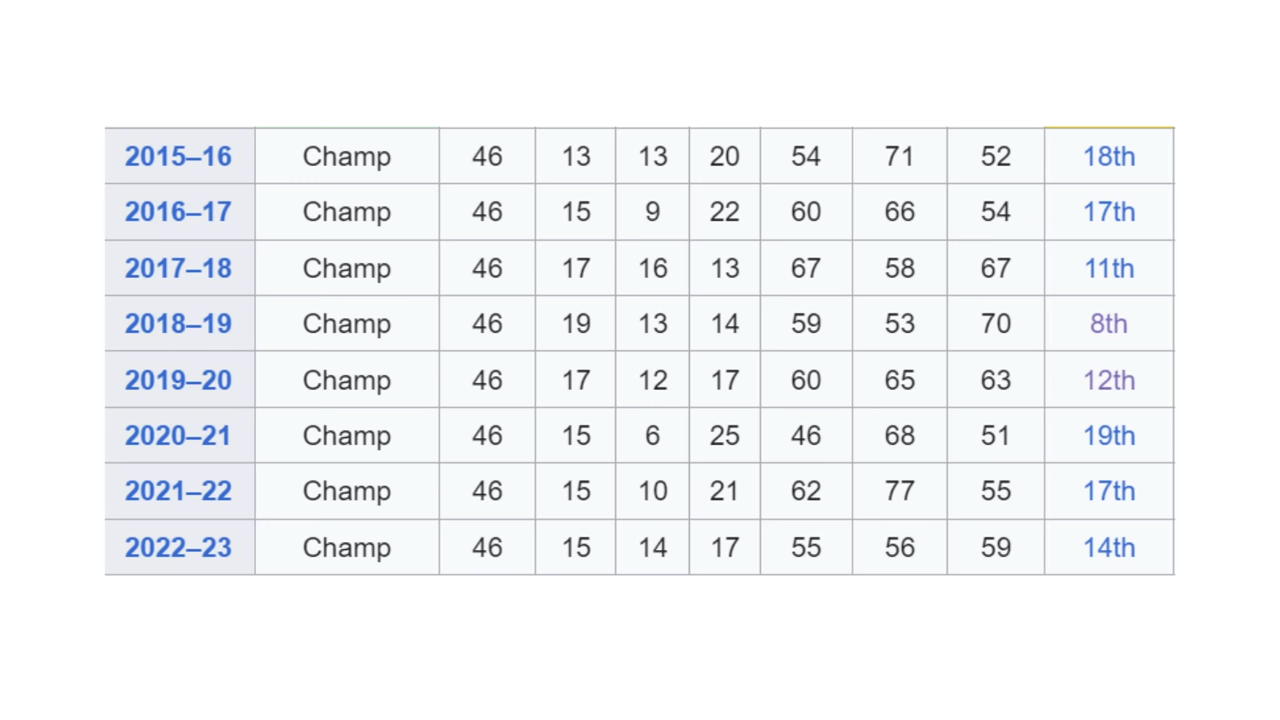 2015–16 Champ 46 13 13 20 54 71 52 18th
2016–17 Champ 46 15 9 22 60 66 54 17th
2017–18 Champ 46 17 16 13 67 58 67 11th
2018–19 Champ 46 19 13 14 59 53 70 8th
2019–20 Champ 46 17 12 17 60 65 63 12th
2020–21 Champ 46 15 6 25 46 68 51 19th
2021–22 Champ 46 15 10 21 62 77 55 17th
2022–23 Champ 46 15 14 17 55 56 59 14th